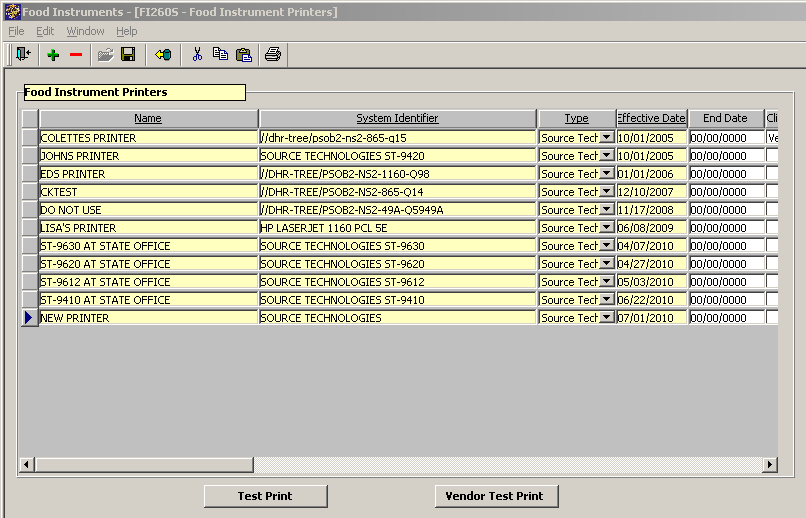 Food Instruments - [FI2605 - Food Instrument Printers]
File Edit Window Help
Food Instrument Printers
Name System Identifier Type Effective Date End Date Cli
COLETTES PRINTER //dhr-tree/psob2-ns2-865-q15 Source Tech 10/01/2005 00/00/0000 Ve
JOHNS PRINTER SOURCE TECHNOLOGIES ST-9420 Source Tech 10/01/2005 00/00/0000
EDS PRINTER //DHR-TREE/PSOB2-NS2-1160-Q98 Source Tech 01/01/2006 00/00/0000
CKTEST //DHR-TREE/PSOB2-NS2-865-Q14 Source Tech 12/10/2007 00/00/0000
DO NOT USE //DHR-TREE/PSOB2-NS2-49A-Q5949A Source Tech 11/17/2008 00/00/0000
LISA'S PRINTER HP LASERJET 1160 PCL 5E Source Tech 06/08/2009 00/00/0000
ST-9630 AT STATE OFFICE SOURCE TECHNOLOGIES ST-9630 Source Tech 04/07/2010 00/00/0000
ST-9620 AT STATE OFFICE SOURCE TECHNOLOGIES ST-9620 Source Tech 04/27/2010 00/00/0000
ST-9612 AT STATE OFFICE SOURCE TECHNOLOGIES ST-9612 Source Tech 05/03/2010 00/00/0000
ST-9410 AT STATE OFFICE SOURCE TECHNOLOGIES ST-9410 Source Tech 06/22/2010 00/00/0000
NEW PRINTER SOURCE TECHNOLOGIES Source Tech 07/01/2010 00/00/0000
Test Print Vendor Test Print